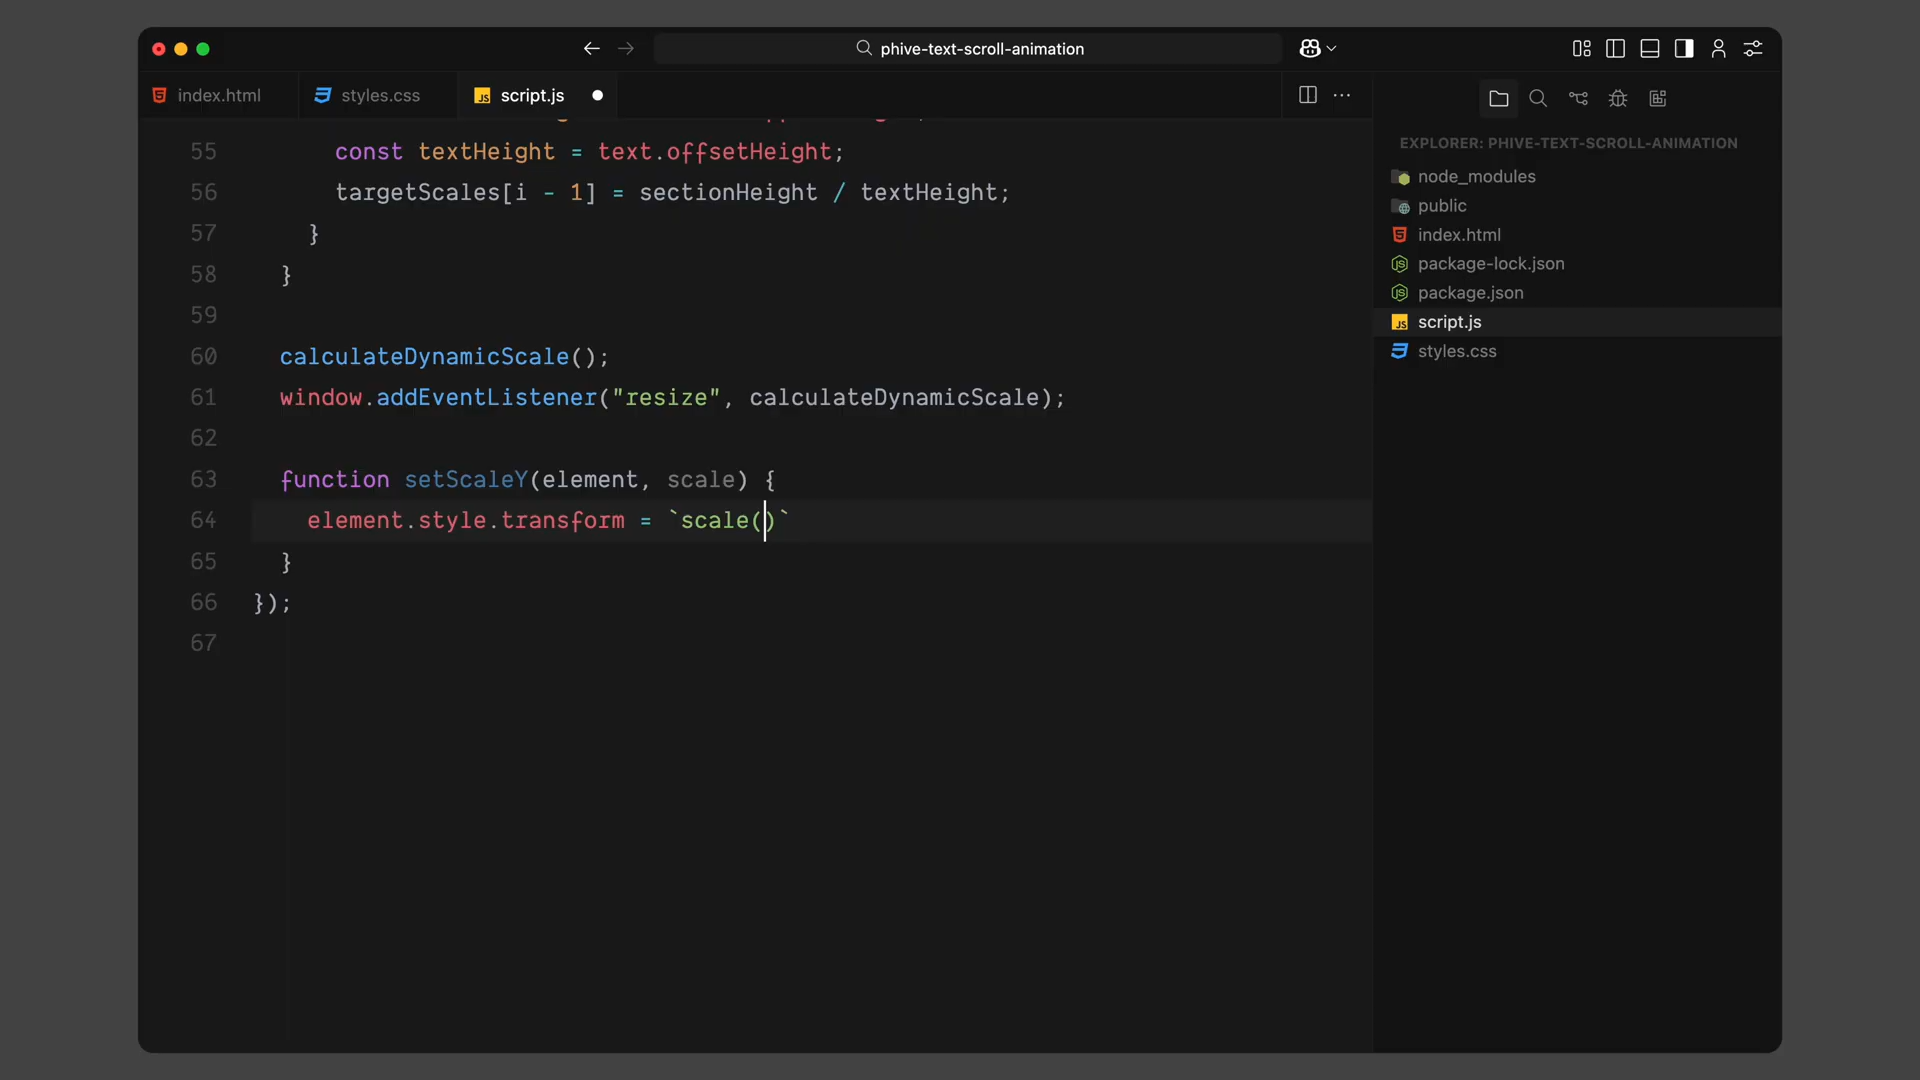 phive-text-scroll-animation
index.html
styles.css
script.js
55 const textHeight = text.offsetHeight;
56 targetScales[i - 1] = sectionHeight / textHeight;
57 }
58 }
59
60 calculateDynamicScale();
61 window.addEventListener("resize", calculateDynamicScale);
62
63 function setScaleY(element, scale) {
64 element.style.transform = `scale()`
65 }
66 });
67
EXPLORER: PHIVE-TEXT-SCROLL-ANIMATION
node_modules
public
index.html
package-lock.json
package.json
script.js
styles.css